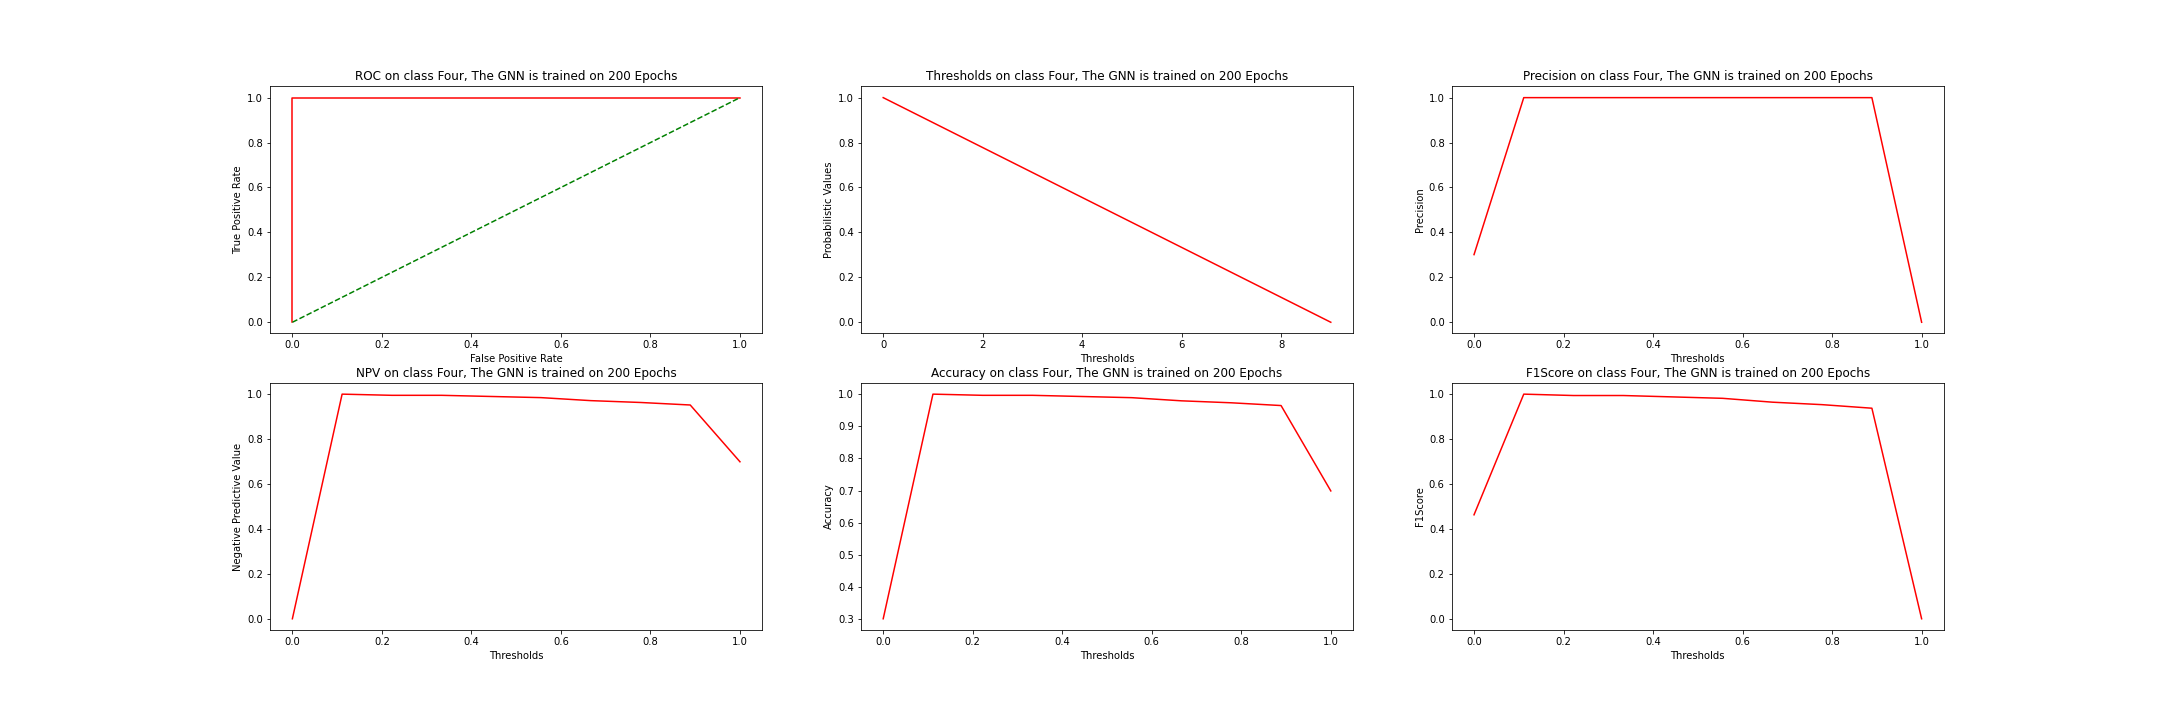 ROC on class Four, The GNN is trained on 200 Epochs
True Positive Rate
1.0
0.8
0.6
0.4
0.2
0.0
0.0 0.2 0.4 0.6 0.8 1.0
False Positive Rate
Thresholds on class Four, The GNN is trained on 200 Epochs
Probabilistic Values
1.0
0.8
0.6
0.4
0.2
0.0
0 2 4 6 8
Thresholds
Precision on class Four, The GNN is trained on 200 Epochs
Precision
1.0
0.8
0.6
0.4
0.2
0.0
0.0 0.2 0.4 0.6 0.8 1.0
Thresholds
NPV on class Four, The GNN is trained on 200 Epochs
Negative Predictive Value
1.0
0.8
0.6
0.4
0.2
0.0
0.0 0.2 0.4 0.6 0.8 1.0
Thresholds
Accuracy on class Four, The GNN is trained on 200 Epochs
Accuracy
1.0
0.9
0.8
0.7
0.6
0.5
0.4
0.3
0.0 0.2 0.4 0.6 0.8 1.0
Thresholds
F1Score on class Four, The GNN is trained on 200 Epochs
F1Score
1.0
0.8
0.6
0.4
0.2
0.0
0.0 0.2 0.4 0.6 0.8 1.0
Thresholds